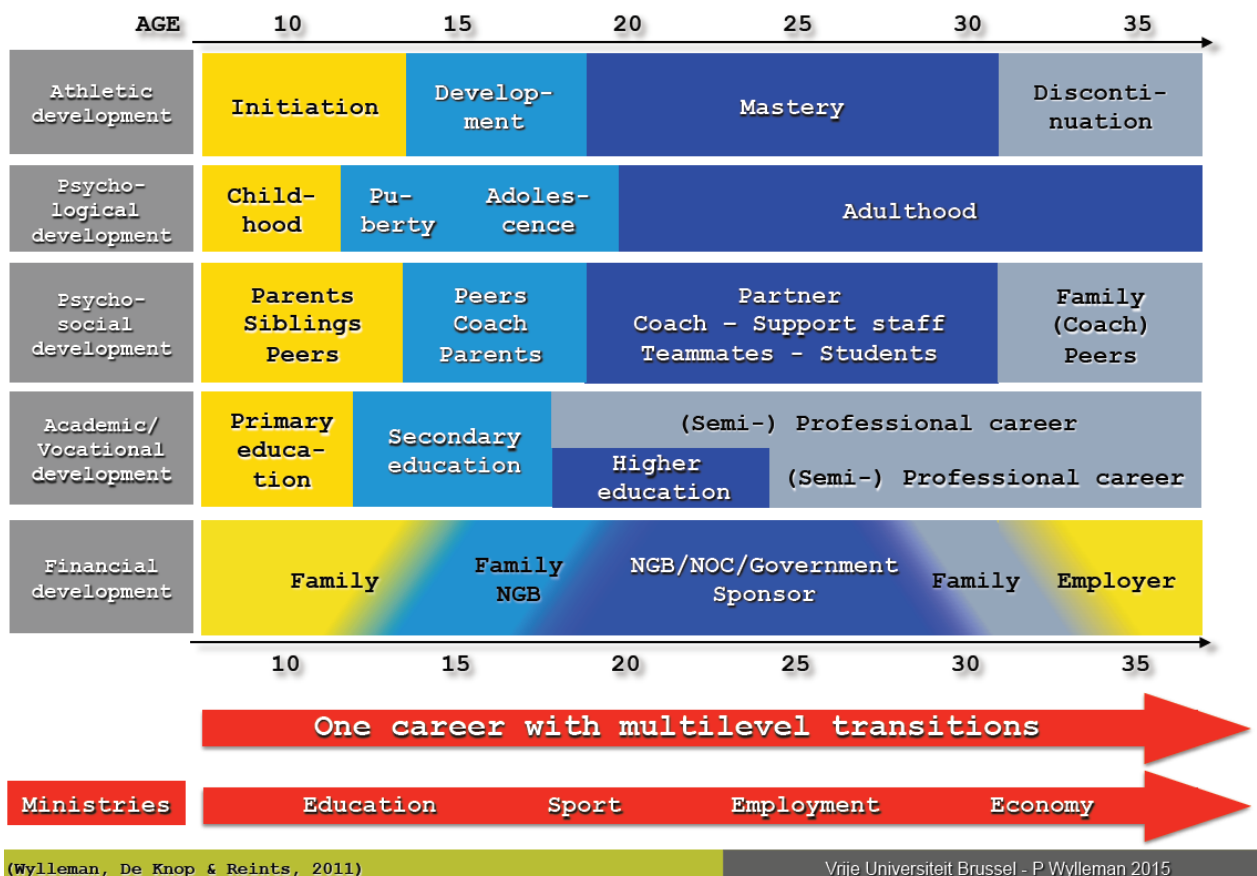 AGE 10 15 20 25 30 35
Athletic
development
Initiation
Develop-
ment
Mastery
Disconti-
nuation
Psycho-
logical
development
Child-
hood
Pu-
berty
Adoles-
cence
Adulthood
Psycho-
social
development
Parents
Siblings
Peers
Peers
Coach
Parents
Partner
Coach – Support staff
Teammates - Students
Family
(Coach)
Peers
Academic/
Vocational
development
Primary
educa-
tion
Secondary
education
(Semi-) Professional career
Higher
education
(Semi-) Professional career
Financial
development
Family
Family
NGB
NGB/NOC/Government
Sponsor
Family
Employer
10 15 20 25 30 35
One career with multilevel transitions
Ministries
Education Sport Employment Economy
(Wylleman, De Knop & Reints, 2011)
Vrije Universiteit Brussel - P Wylleman 2015